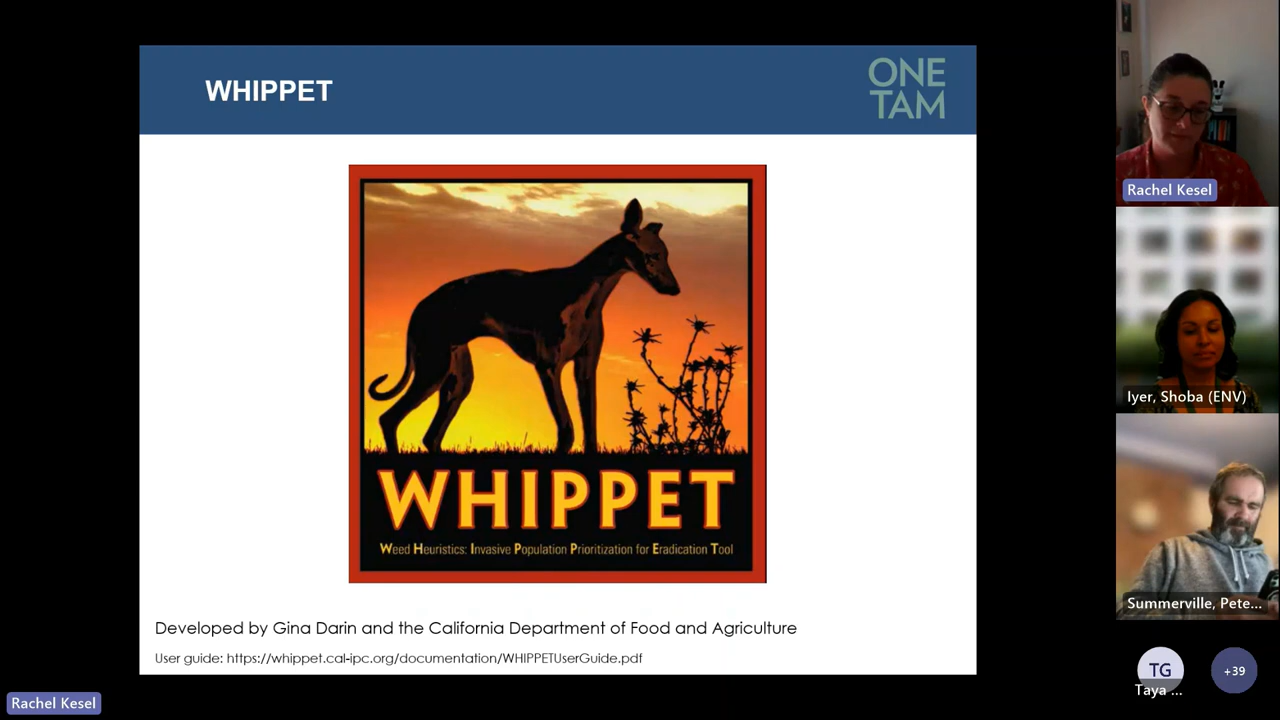 WHIPPET
ONE
TAM
WHIPPET
Weed Heuristics: Invasive Population Prioritization for Eradication Tool
Developed by Gina Darin and the California Department of Food and Agriculture
User guide: https://whippet.cal-ipc.org/documentation/WHIPPETUserGuide.pdf
Rachel Kesel
Iyer, Shoba (ENV)
Summerville, Pete...
TG
Taya ...
+39
Rachel Kesel